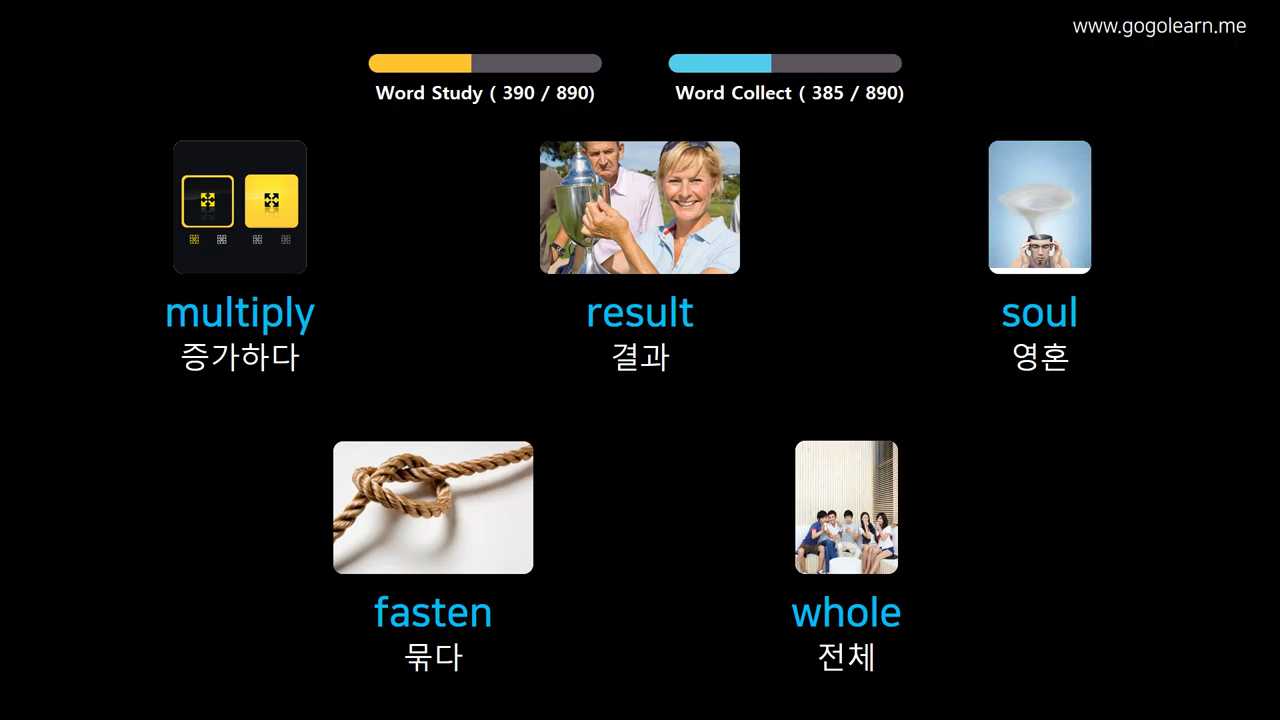 www.gogolearn.me
Word Study ( 390 / 890)
Word Collect ( 385 / 890)
multiply
증가하다
result
결과
soul
영혼
fasten
묶다
whole
전체